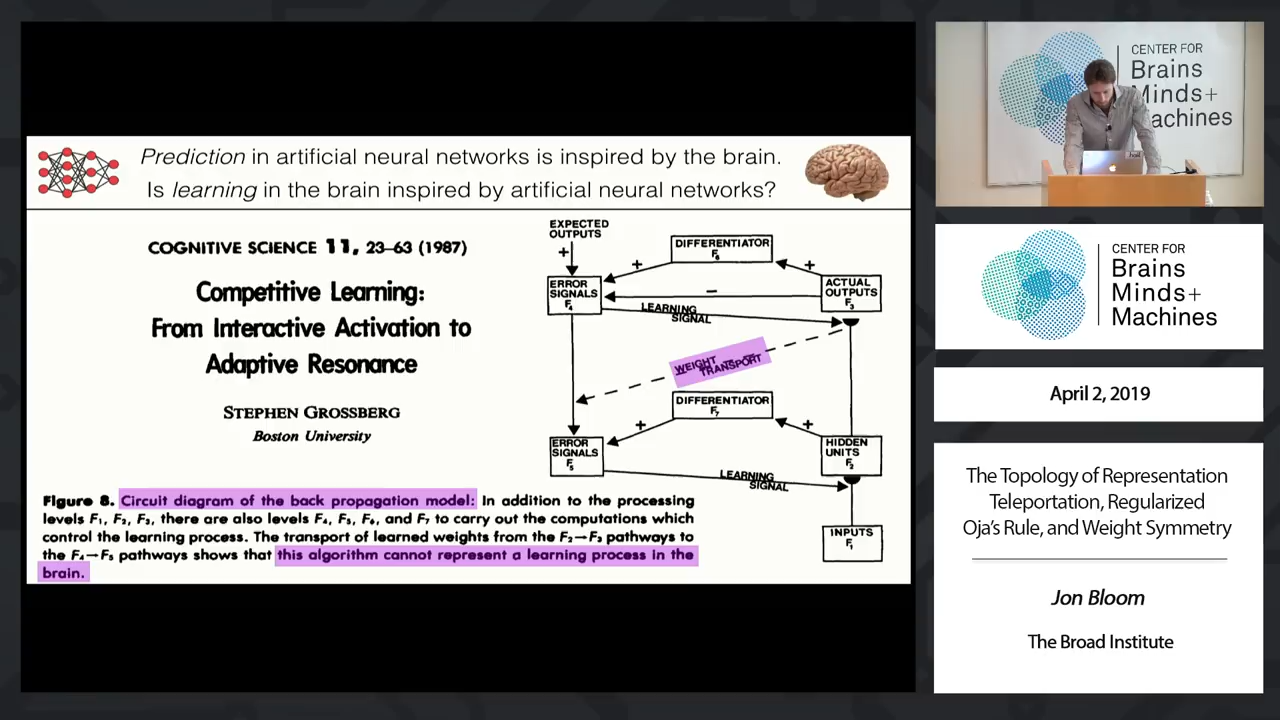 Prediction in artificial neural networks is inspired by the brain.
Is learning in the brain inspired by artificial neural networks?
COGNITIVE SCIENCE 11, 23–63 (1987)
Competitive Learning:
From Interactive Activation to
Adaptive Resonance
STEPHEN GROSSBERG
Boston University
EXPECTED
OUTPUTS
+
DIFFERENTIATOR
F₆
+
+
ERROR
SIGNALS
F₄
−
ACTUAL
OUTPUTS
F₃
LEARNING
SIGNAL
WEIGHT
TRANSPORT
DIFFERENTIATOR
F₇
+
+
ERROR
SIGNALS
F₅
HIDDEN
UNITS
F₂
LEARNING
SIGNAL
INPUTS
F₁
Figure 8. Circuit diagram of the back propagation model: In addition to the processing
levels F₁, F₂, F₃, there are also levels F₄, F₅, F₆, and F₇ to carry out the computations which
control the learning process. The transport of learned weights from the F₂→F₃ pathways to
the F₄→F₅ pathways shows that this algorithm cannot represent a learning process in the
brain.
CENTER FOR
Brains
Minds+
Machines
CENTER FOR
Brains
Minds+
Machines
April 2, 2019
The Topology of Representation
Teleportation, Regularized
Oja's Rule, and Weight Symmetry
Jon Bloom
The Broad Institute